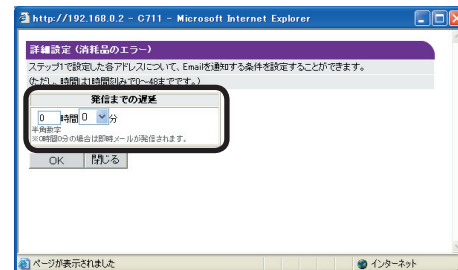 http://192.168.0.2 - C711 - Microsoft Internet Explorer
詳細設定（消耗品のエラー）
ステップ1で設定した各アドレスについて、Emailを通知する条件を設定することができます。
(ただし、時間は1時間刻みで0～48までです。)
発信までの遅延
0 時間 0 分
半角数字
※0時間0分の場合は即時メールが発信されます。
OK 閉じる
ページが表示されました インターネット